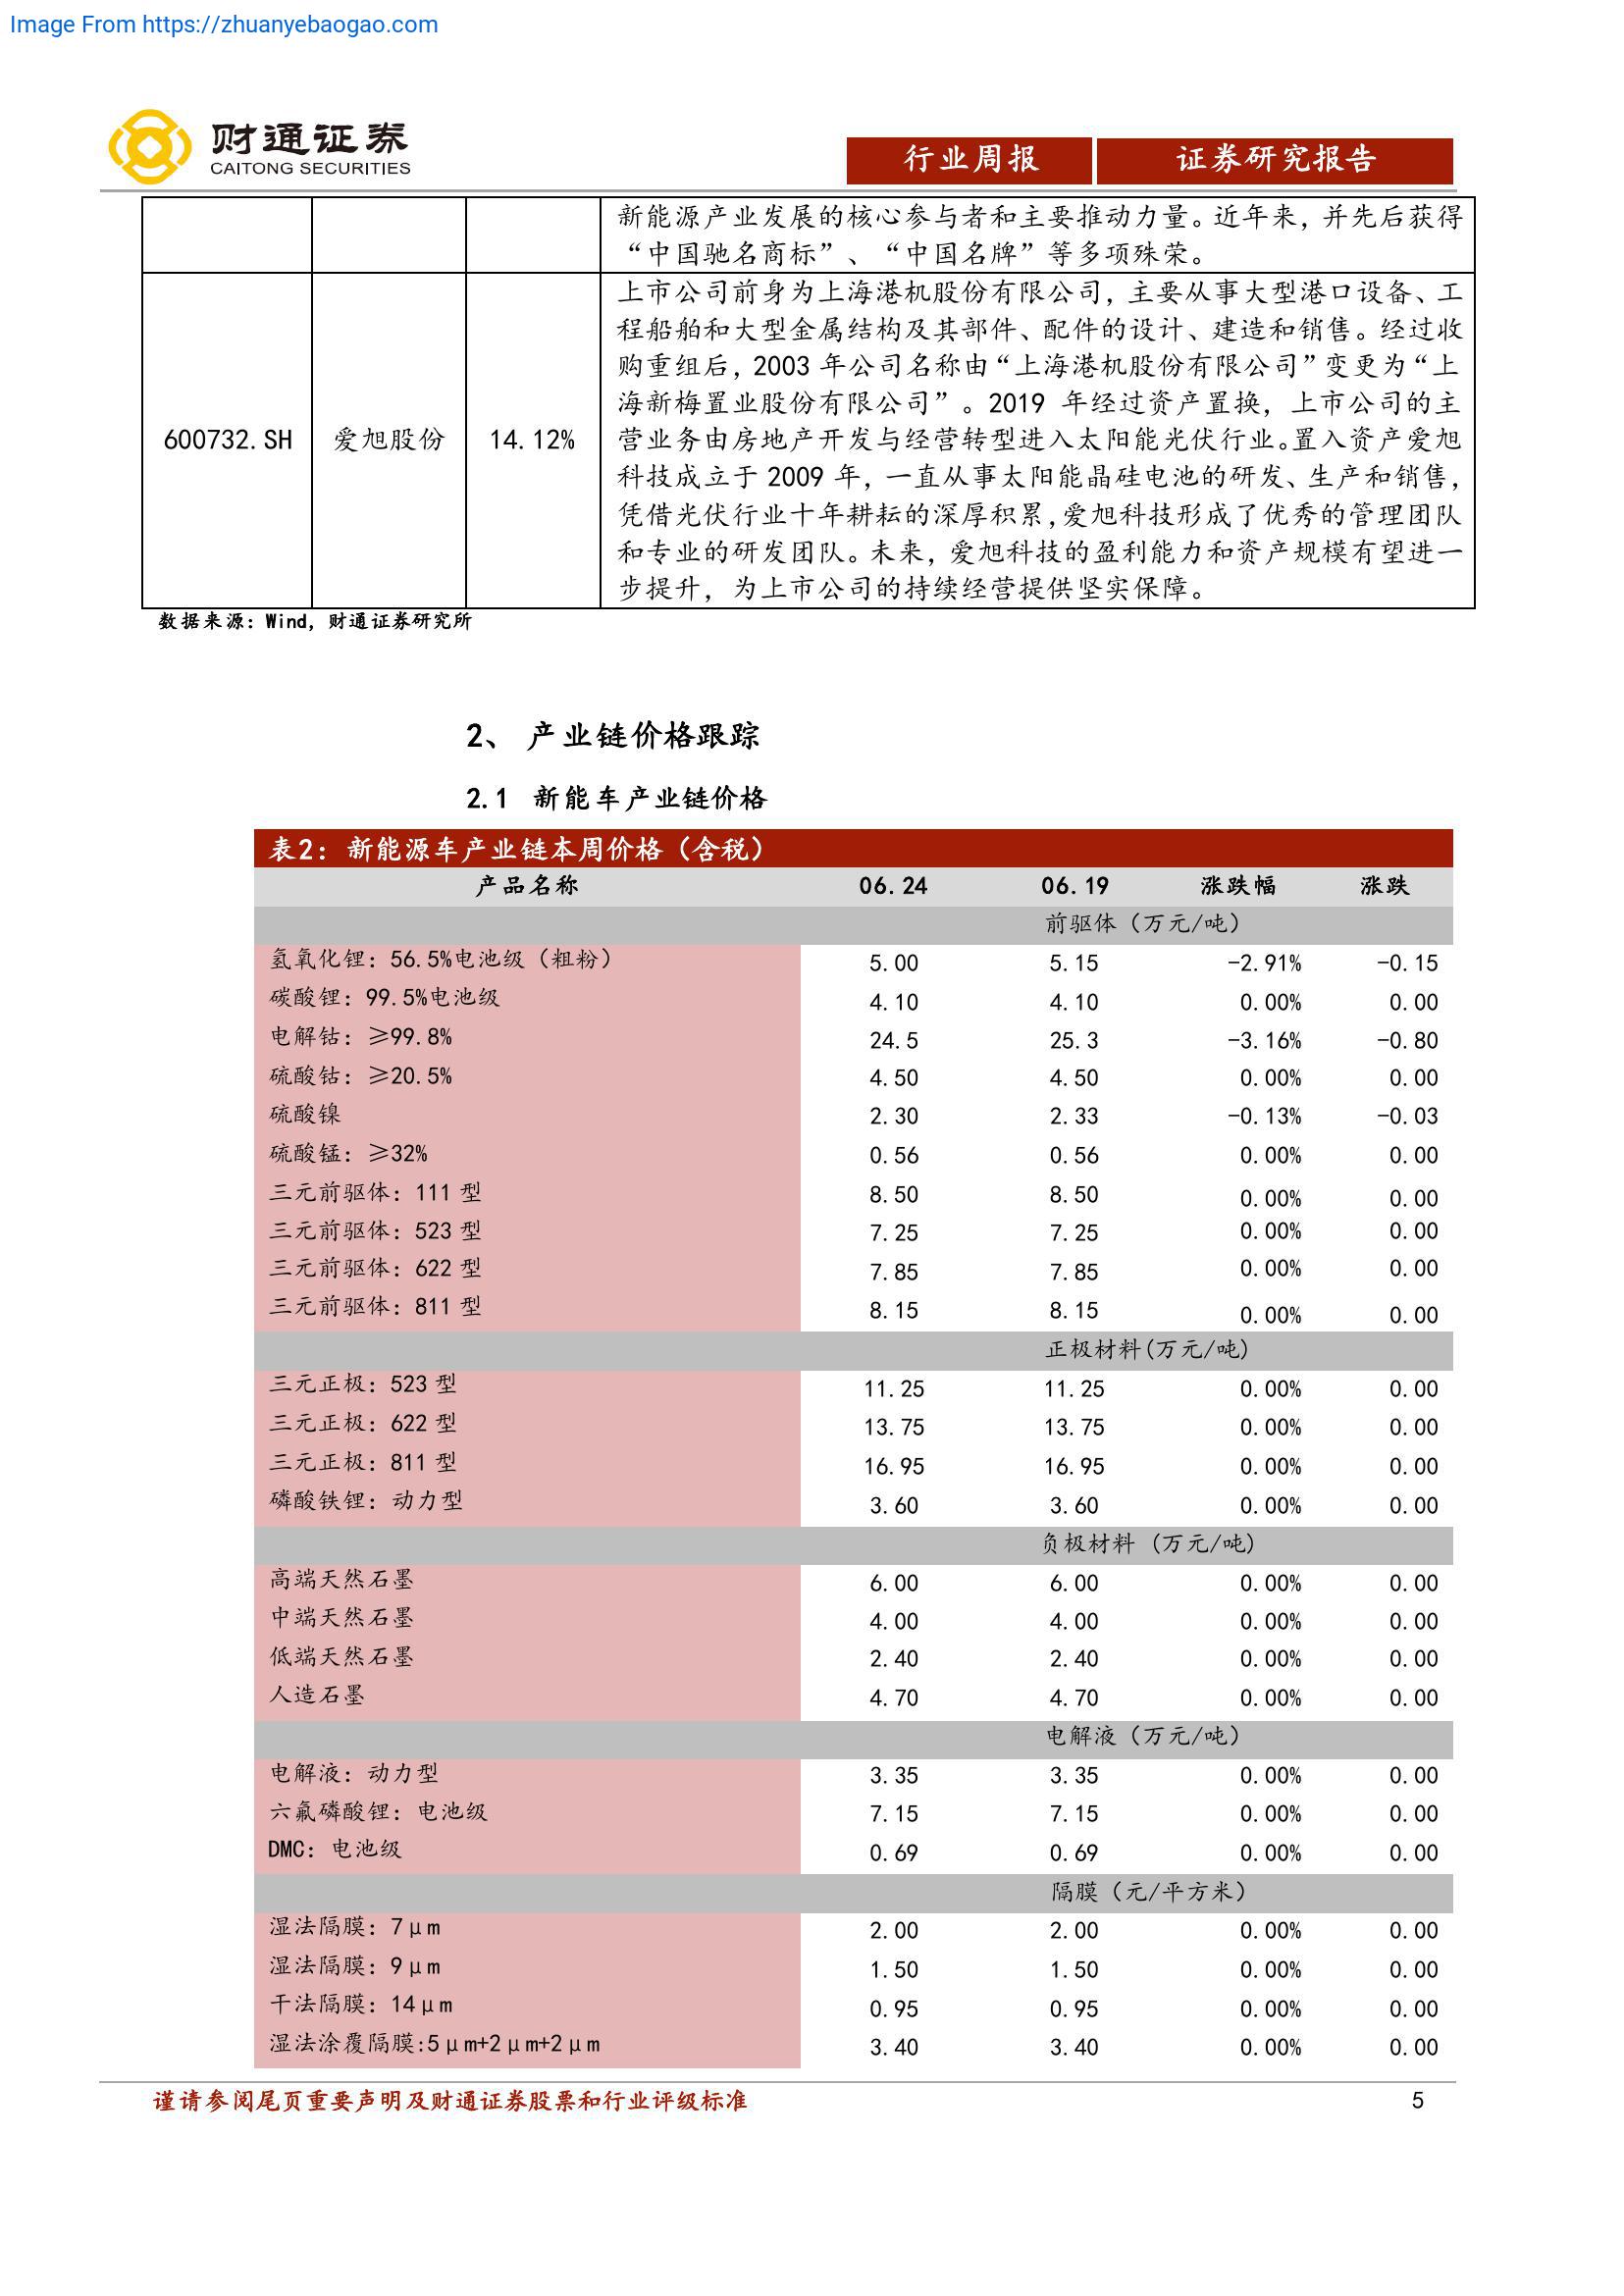 Image From https://zhuanyebaogao.com
财通证券
CAITONG SECURITIES
行业周报 证券研究报告
新能源产业发展的核心参与者和主要推动力量。近年来，并先后获得
“中国驰名商标”、“中国名牌”等多项殊荣。
600732.SH 爱旭股份 14.12%
上市公司前身为上海港机股份有限公司，主要从事大型港口设备、工
程船舶和大型金属结构及其部件、配件的设计、建造和销售。经过收
购重组后，2003 年公司名称由“上海港机股份有限公司”变更为“上
海新梅置业股份有限公司”。2019 年经过资产置换，上市公司的主
营业务由房地产开发与经营转型进入太阳能光伏行业。置入资产爱旭
科技成立于 2009 年，一直从事太阳能晶硅电池的研发、生产和销售，
凭借光伏行业十年耕耘的深厚积累,爱旭科技形成了优秀的管理团队
和专业的研发团队。未来，爱旭科技的盈利能力和资产规模有望进一
步提升，为上市公司的持续经营提供坚实保障。
数据来源：Wind，财通证券研究所
2、 产业链价格跟踪
2.1 新能车产业链价格
表2：新能源车产业链本周价格（含税）
产品名称 06.24 06.19 涨跌幅 涨跌
前驱体（万元/吨）
氢氧化锂：56.5%电池级（粗粉） 5.00 5.15 -2.91% -0.15
碳酸锂：99.5%电池级 4.10 4.10 0.00% 0.00
电解钴：≥99.8% 24.5 25.3 -3.16% -0.80
硫酸钴：≥20.5% 4.50 4.50 0.00% 0.00
硫酸镍 2.30 2.33 -0.13% -0.03
硫酸锰：≥32% 0.56 0.56 0.00% 0.00
三元前驱体：111 型 8.50 8.50 0.00% 0.00
三元前驱体：523 型 7.25 7.25 0.00% 0.00
三元前驱体：622 型 7.85 7.85 0.00% 0.00
三元前驱体：811 型 8.15 8.15 0.00% 0.00
正极材料(万元/吨)
三元正极：523 型 11.25 11.25 0.00% 0.00
三元正极：622 型 13.75 13.75 0.00% 0.00
三元正极：811 型 16.95 16.95 0.00% 0.00
磷酸铁锂：动力型 3.60 3.60 0.00% 0.00
负极材料 (万元/吨)
高端天然石墨 6.00 6.00 0.00% 0.00
中端天然石墨 4.00 4.00 0.00% 0.00
低端天然石墨 2.40 2.40 0.00% 0.00
人造石墨 4.70 4.70 0.00% 0.00
电解液（万元/吨）
电解液：动力型 3.35 3.35 0.00% 0.00
六氟磷酸锂：电池级 7.15 7.15 0.00% 0.00
DMC：电池级 0.69 0.69 0.00% 0.00
隔膜（元/平方米）
湿法隔膜：7μm 2.00 2.00 0.00% 0.00
湿法隔膜：9μm 1.50 1.50 0.00% 0.00
干法隔膜：14μm 0.95 0.95 0.00% 0.00
湿法涂覆隔膜:5μm+2μm+2μm 3.40 3.40 0.00% 0.00
谨请参阅尾页重要声明及财通证券股票和行业评级标准 5